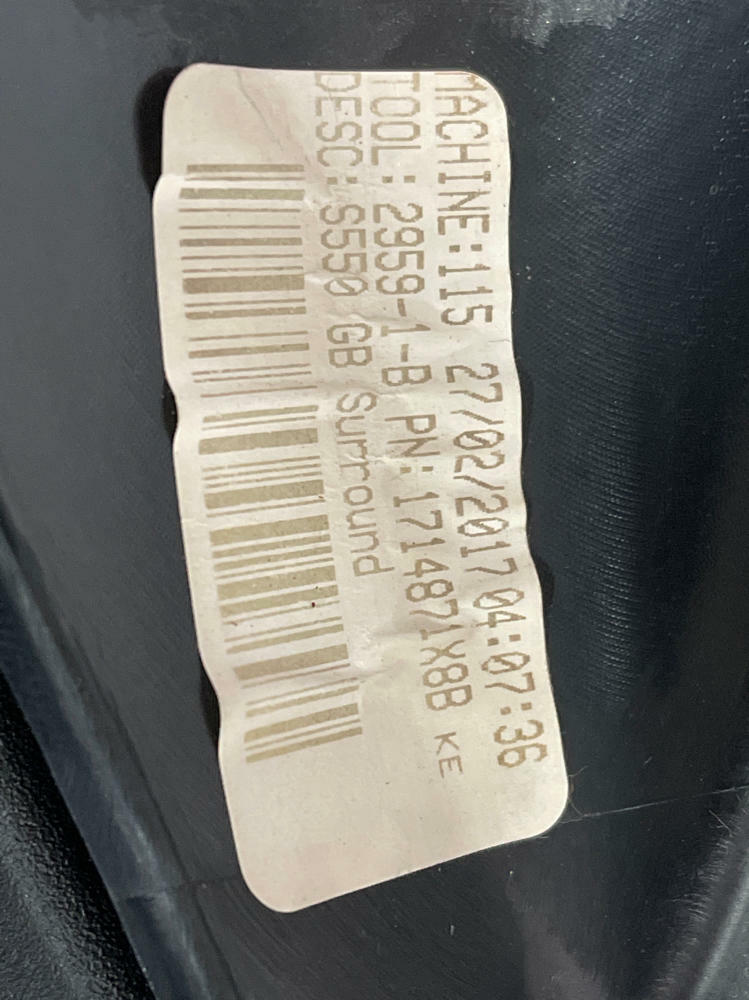 MACHINE:115 27/02/2017 04:07:36
TOOL: 2959-1-B PN:1714871X8B KE
DESC: S550 GB Surround